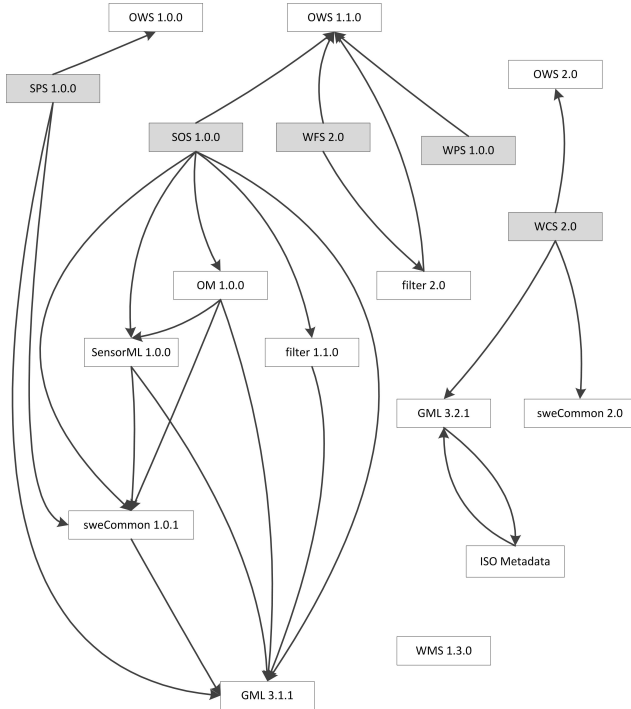 OWS 1.0.0
OWS 1.1.0
OWS 2.0
SPS 1.0.0
SOS 1.0.0
WFS 2.0
WPS 1.0.0
WCS 2.0
OM 1.0.0
filter 2.0
SensorML 1.0.0
filter 1.1.0
GML 3.2.1
sweCommon 2.0
sweCommon 1.0.1
ISO Metadata
WMS 1.3.0
GML 3.1.1